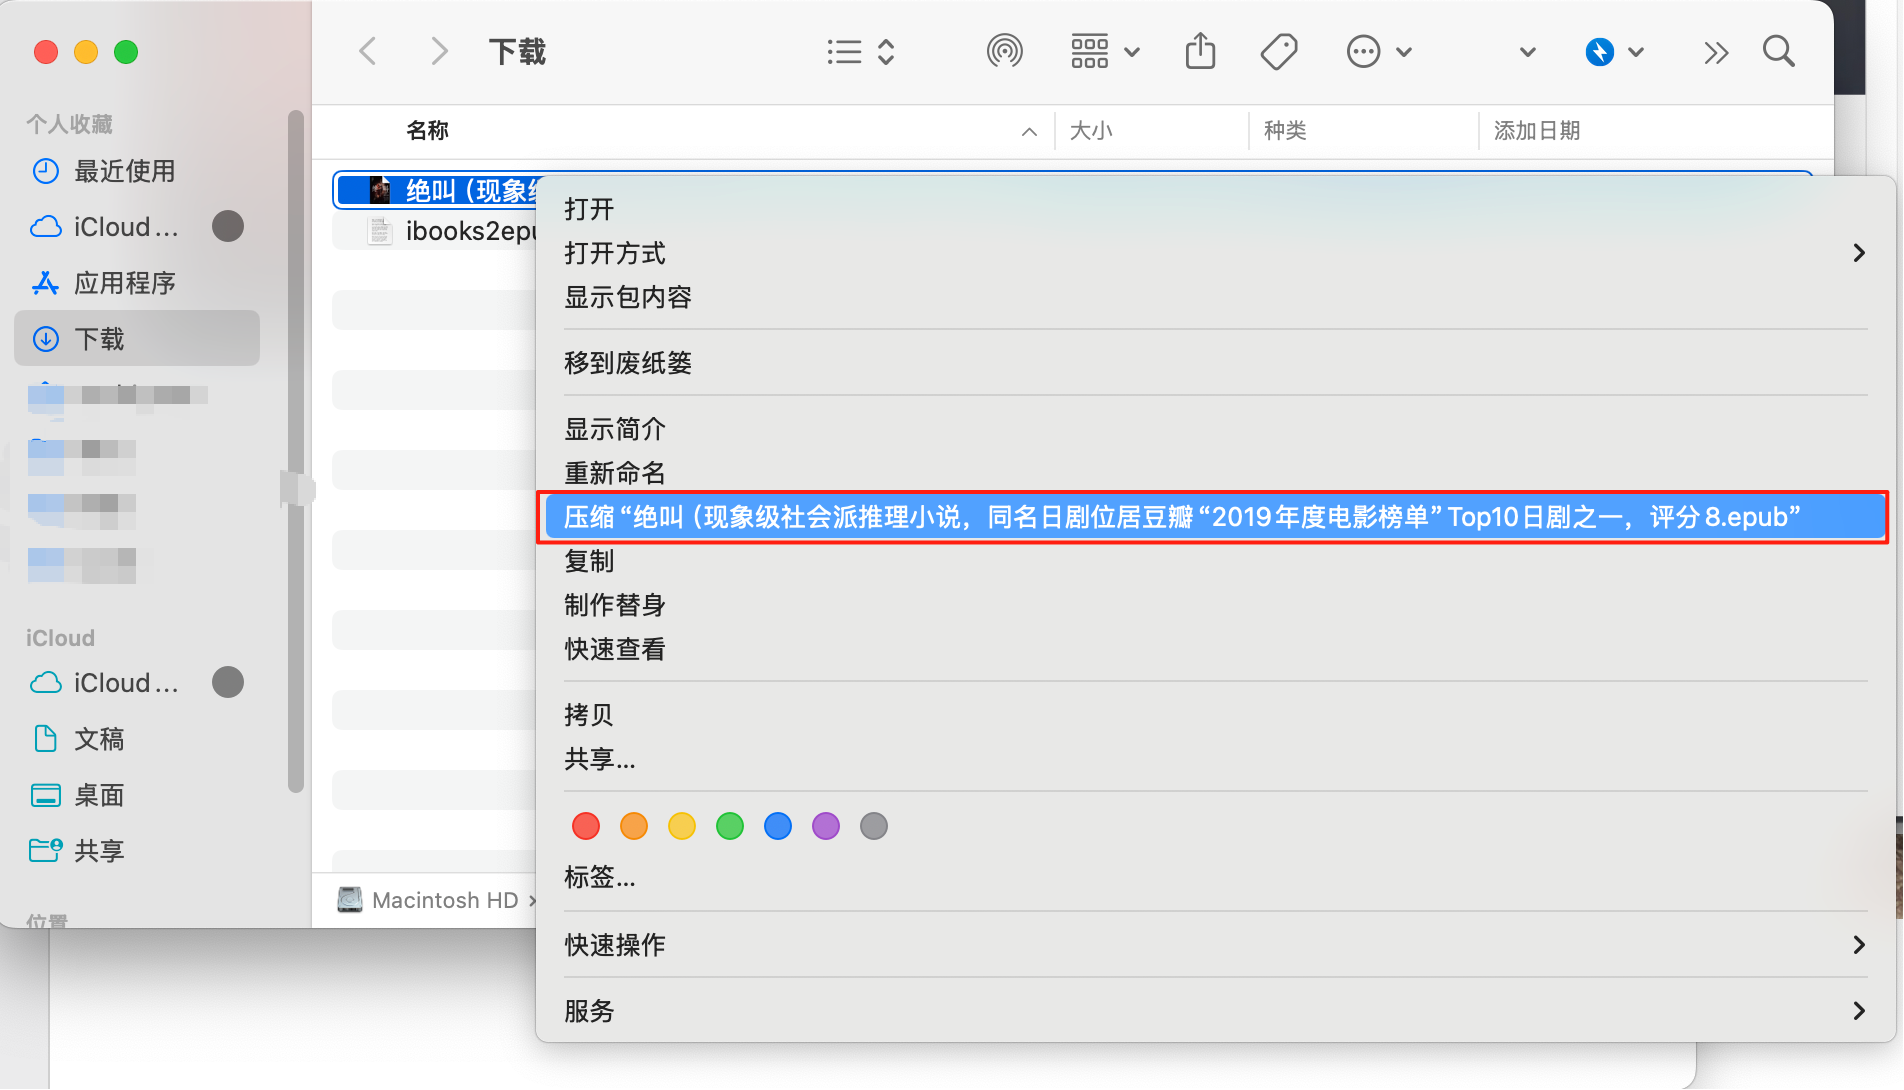 下载
个人收藏
最近使用
iCloud…
应用程序
下载
iCloud
iCloud…
文稿
桌面
共享
位置
名称
大小
种类
添加日期
绝叫（现象
ibooks2epu
Macintosh HD
打开
打开方式
显示包内容
移到废纸篓
显示简介
重新命名
压缩“绝叫（现象级社会派推理小说，同名日剧位居豆瓣“2019年度电影榜单”Top10日剧之一，评分8.epub”
复制
制作替身
快速查看
拷贝
共享...
标签...
快速操作
服务